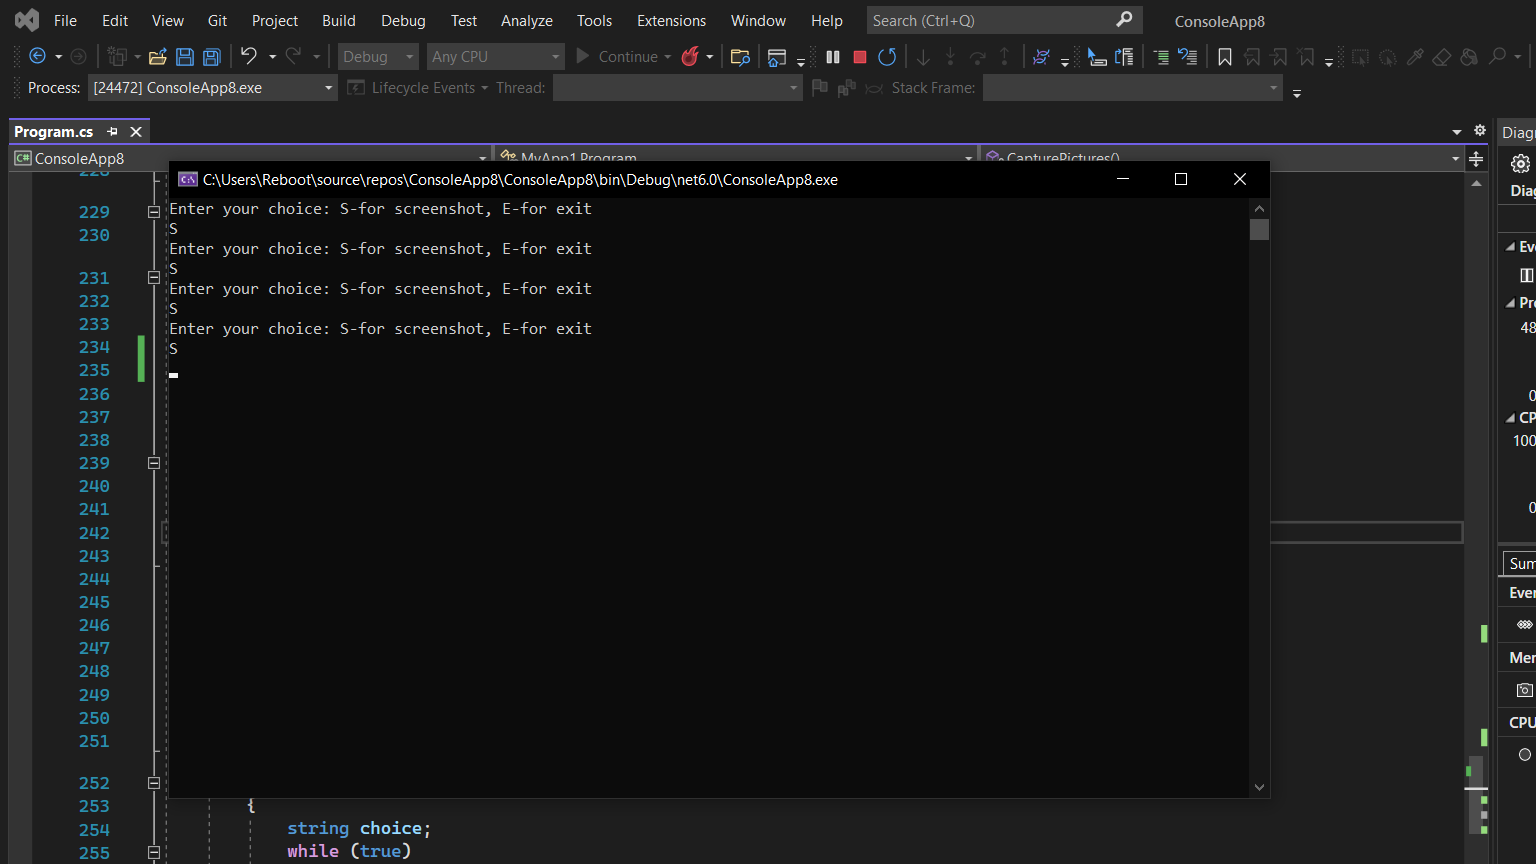 File Edit View Git Project Build Debug Test Analyze Tools Extensions Window Help Search (Ctrl+Q) ConsoleApp8
Debug Any CPU Continue
Process: [24472] ConsoleApp8.exe Lifecycle Events Thread: Stack Frame:
Program.cs
ConsoleApp8 MyApp1.Program CapturePictures()
C:\Users\Reboot\source\repos\ConsoleApp8\ConsoleApp8\bin\Debug\net6.0\ConsoleApp8.exe
Enter your choice: S-for screenshot, E-for exit
S
Enter your choice: S-for screenshot, E-for exit
S
Enter your choice: S-for screenshot, E-for exit
S
Enter your choice: S-for screenshot, E-for exit
S
228
229
230
231
232
233
234
235
236
237
238
239
240
241
242
243
244
245
246
247
248
249
250
251
252
253 {
254 string choice;
255 while (true)
Diagn
Diag
Eve
Pro
48
0
CP
100
0
Sum
Even
Mem
CPU